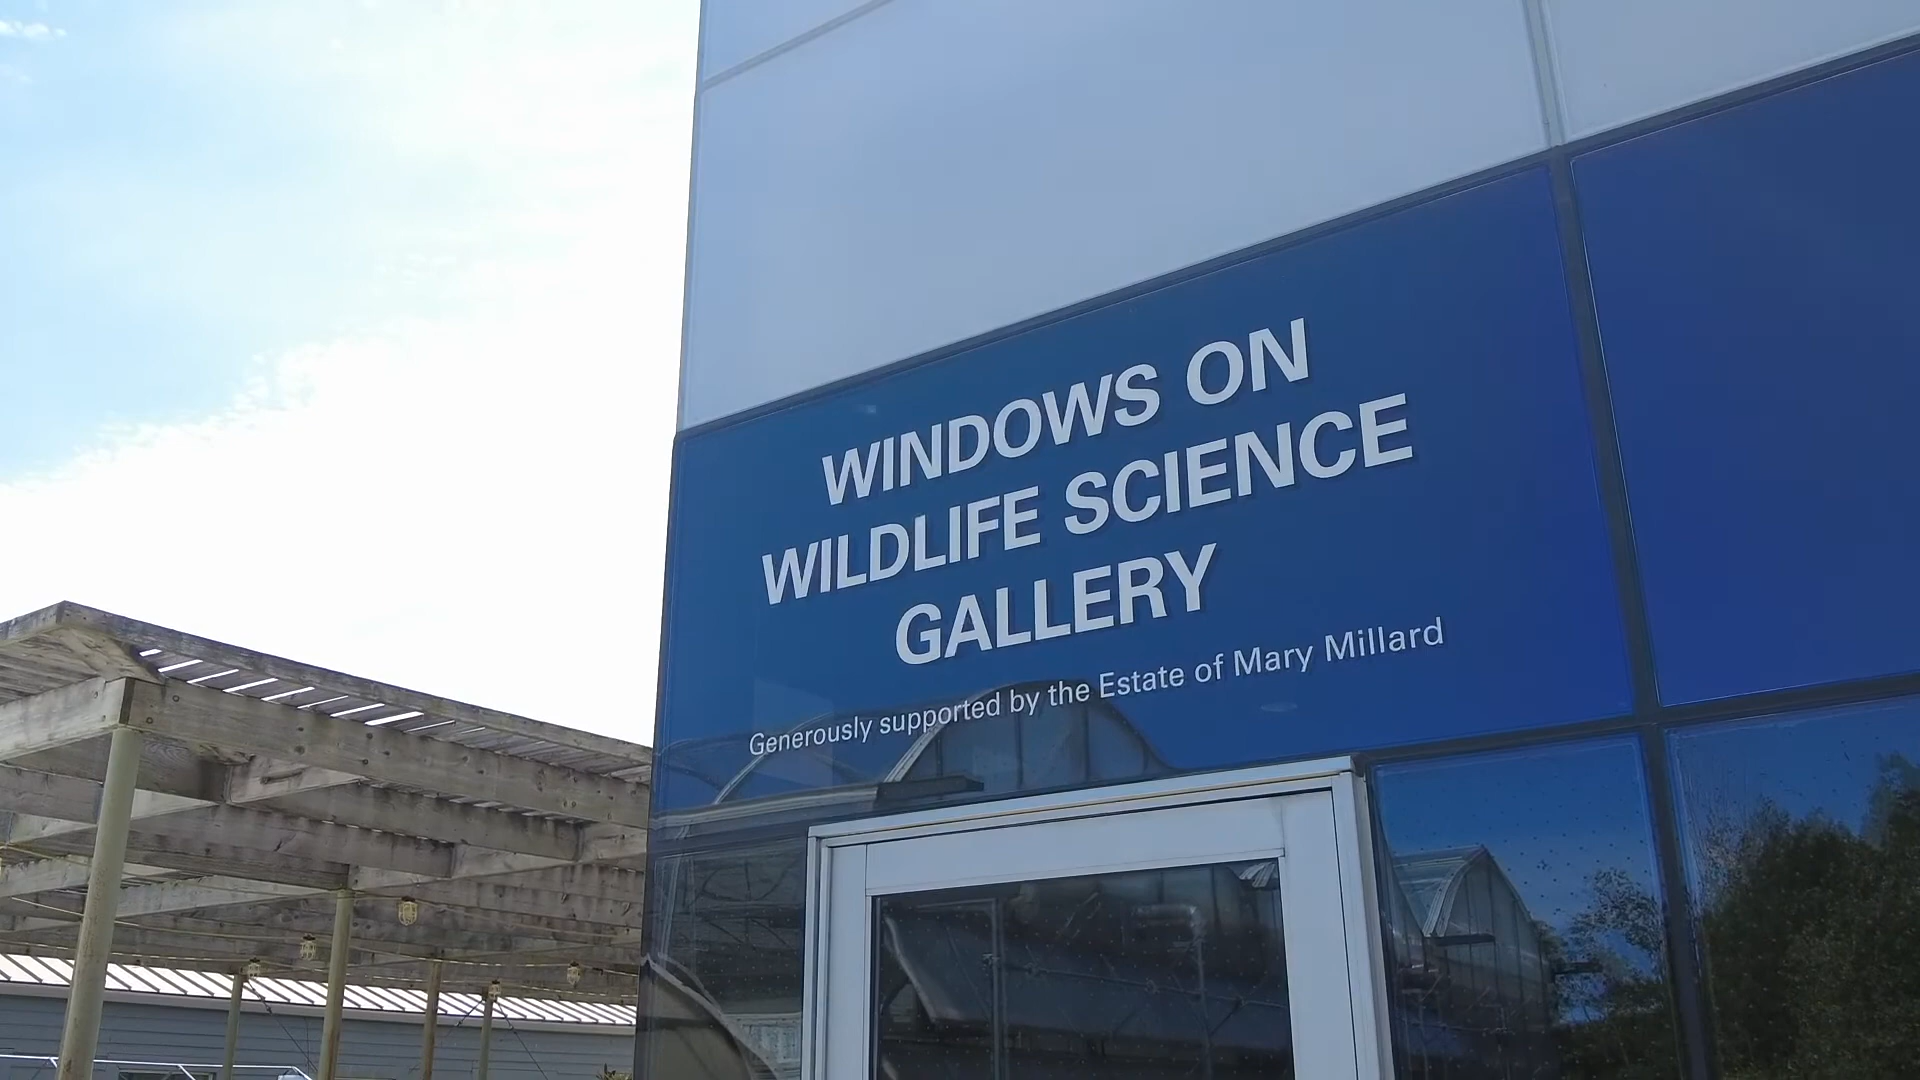 WINDOWS ON
WILDLIFE SCIENCE
GALLERY
Generously supported by the Estate of Mary Millard